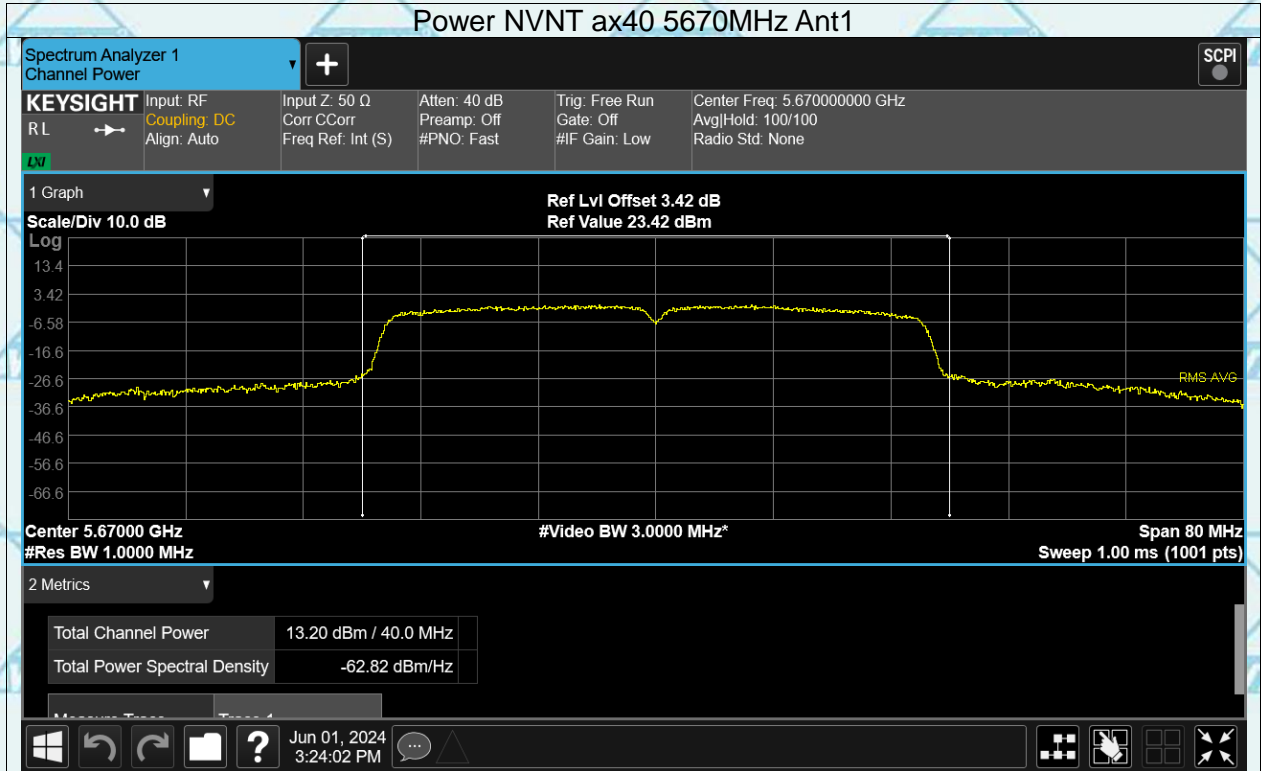 Power NVNT ax40 5670MHz Ant1
Spectrum Analyzer 1
Channel Power
SCPI
KEYSIGHT
RL
LXI
Input: RF
Coupling: DC
Align: Auto
Input Z: 50 Ω
Corr CCorr
Freq Ref: Int (S)
Atten: 40 dB
Preamp: Off
#PNO: Fast
Trig: Free Run
Gate: Off
#IF Gain: Low
Center Freq: 5.670000000 GHz
Avg|Hold: 100/100
Radio Std: None
1 Graph
Scale/Div 10.0 dB
Ref Lvl Offset 3.42 dB
Ref Value 23.42 dBm
Log
13.4
3.42
-6.58
-16.6
-26.6
-36.6
-46.6
-56.6
-66.6
RMS AVG
Center 5.67000 GHz
#Res BW 1.0000 MHz
#Video BW 3.0000 MHz*
Span 80 MHz
Sweep 1.00 ms (1001 pts)
2 Metrics
Total Channel Power 13.20 dBm / 40.0 MHz
Total Power Spectral Density -62.82 dBm/Hz
Measure Trace Trace 1
?
Jun 01, 2024
3:24:02 PM